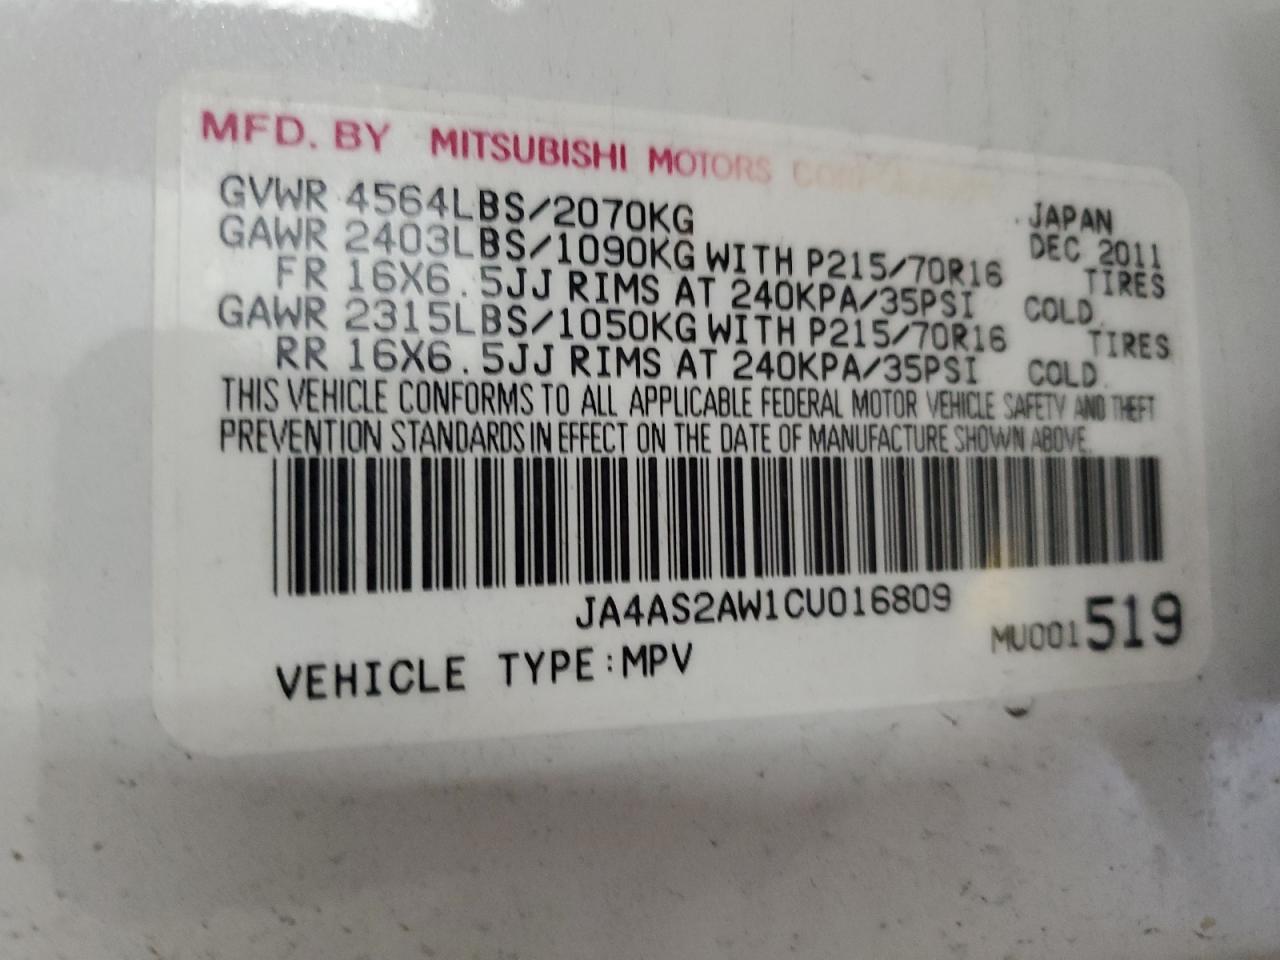 MFD. BY MITSUBISHI MOTORS CORPORATION
GVWR 4564LBS/2070KG JAPAN
GAWR 2403LBS/1090KG WITH P215/70R16 DEC 2011
FR 16X6.5JJ RIMS AT 240KPA/35PSI TIRES COLD.
GAWR 2315LBS/1050KG WITH P215/70R16 TIRES
RR 16X6.5JJ RIMS AT 240KPA/35PSI COLD.
THIS VEHICLE CONFORMS TO ALL APPLICABLE FEDERAL MOTOR VEHICLE SAFETY AND THEFT
PREVENTION STANDARDS IN EFFECT ON THE DATE OF MANUFACTURE SHOWN ABOVE.
JA4AS2AW1CU016809
MU001519
VEHICLE TYPE:MPV